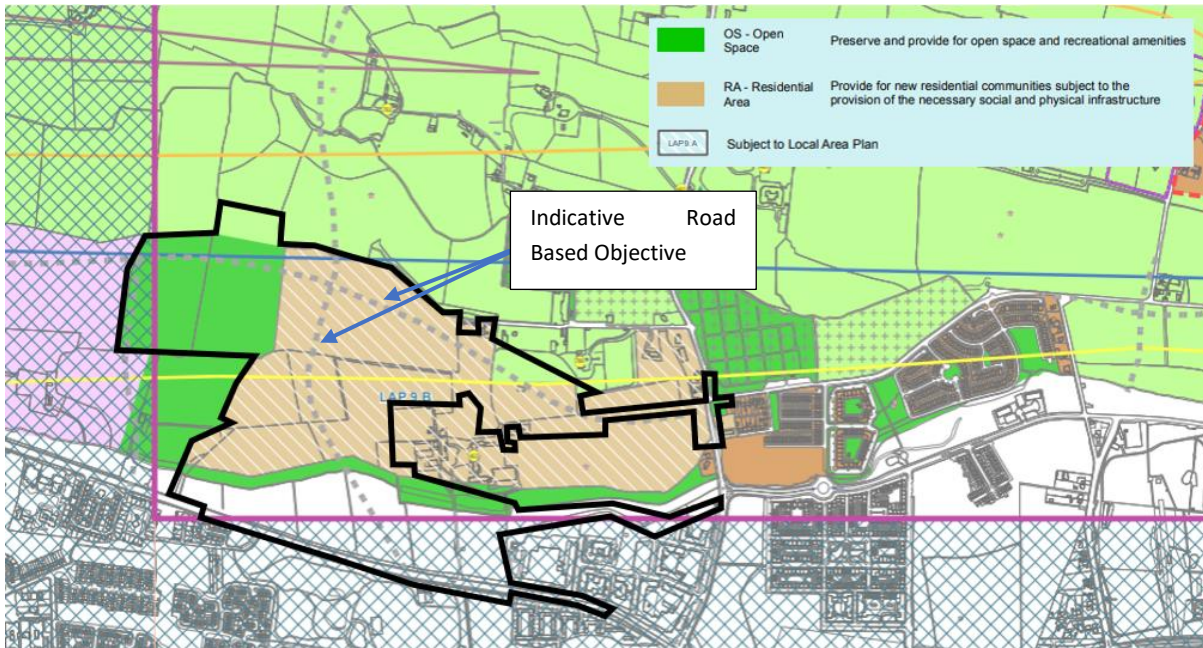 OS - Open
Space
Preserve and provide for open space and recreational amenities
RA - Residential
Area
Provide for new residential communities subject to the
provision of the necessary social and physical infrastructure
LAP9 A
Subject to Local Area Plan
Indicative Road
Based Objective
LAP 9 B